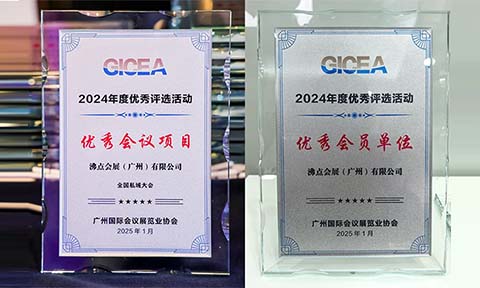 GICEA
2024年度优秀评选活动
优秀会议项目
沸点会展（广州）有限公司
全国私域大会
★★★★★
广州国际会议展览业协会
2025年1月
GICEA
2024年度优秀评选活动
优秀会员单位
沸点会展（广州）有限公司
★★★★★
广州国际会议展览业协会
2025年1月